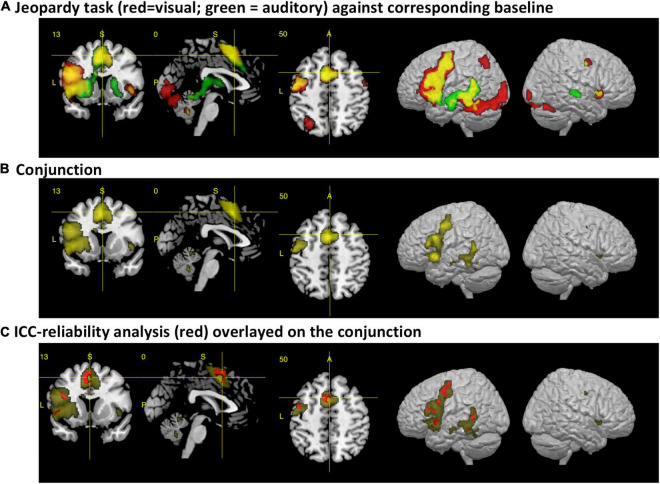 A Jeopardy task (red=visual; green = auditory) against corresponding baseline
13 S 0 S 50 A
L P L
B Conjunction
13 S 0 S 50 A
L P L
C ICC-reliability analysis (red) overlayed on the conjunction
13 S 0 S 50 A
L P L